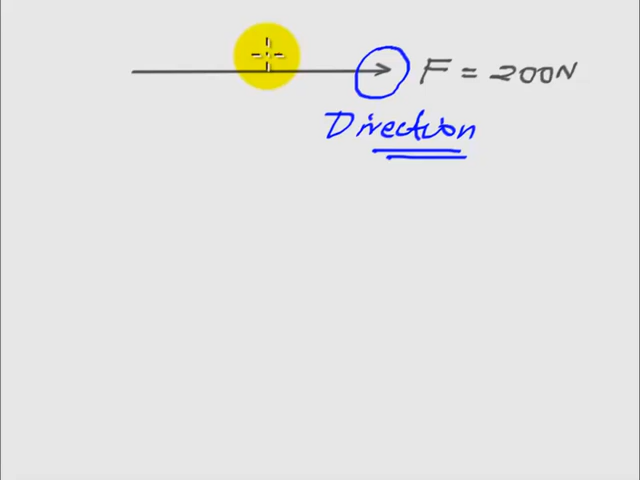 F = 200N
Direction